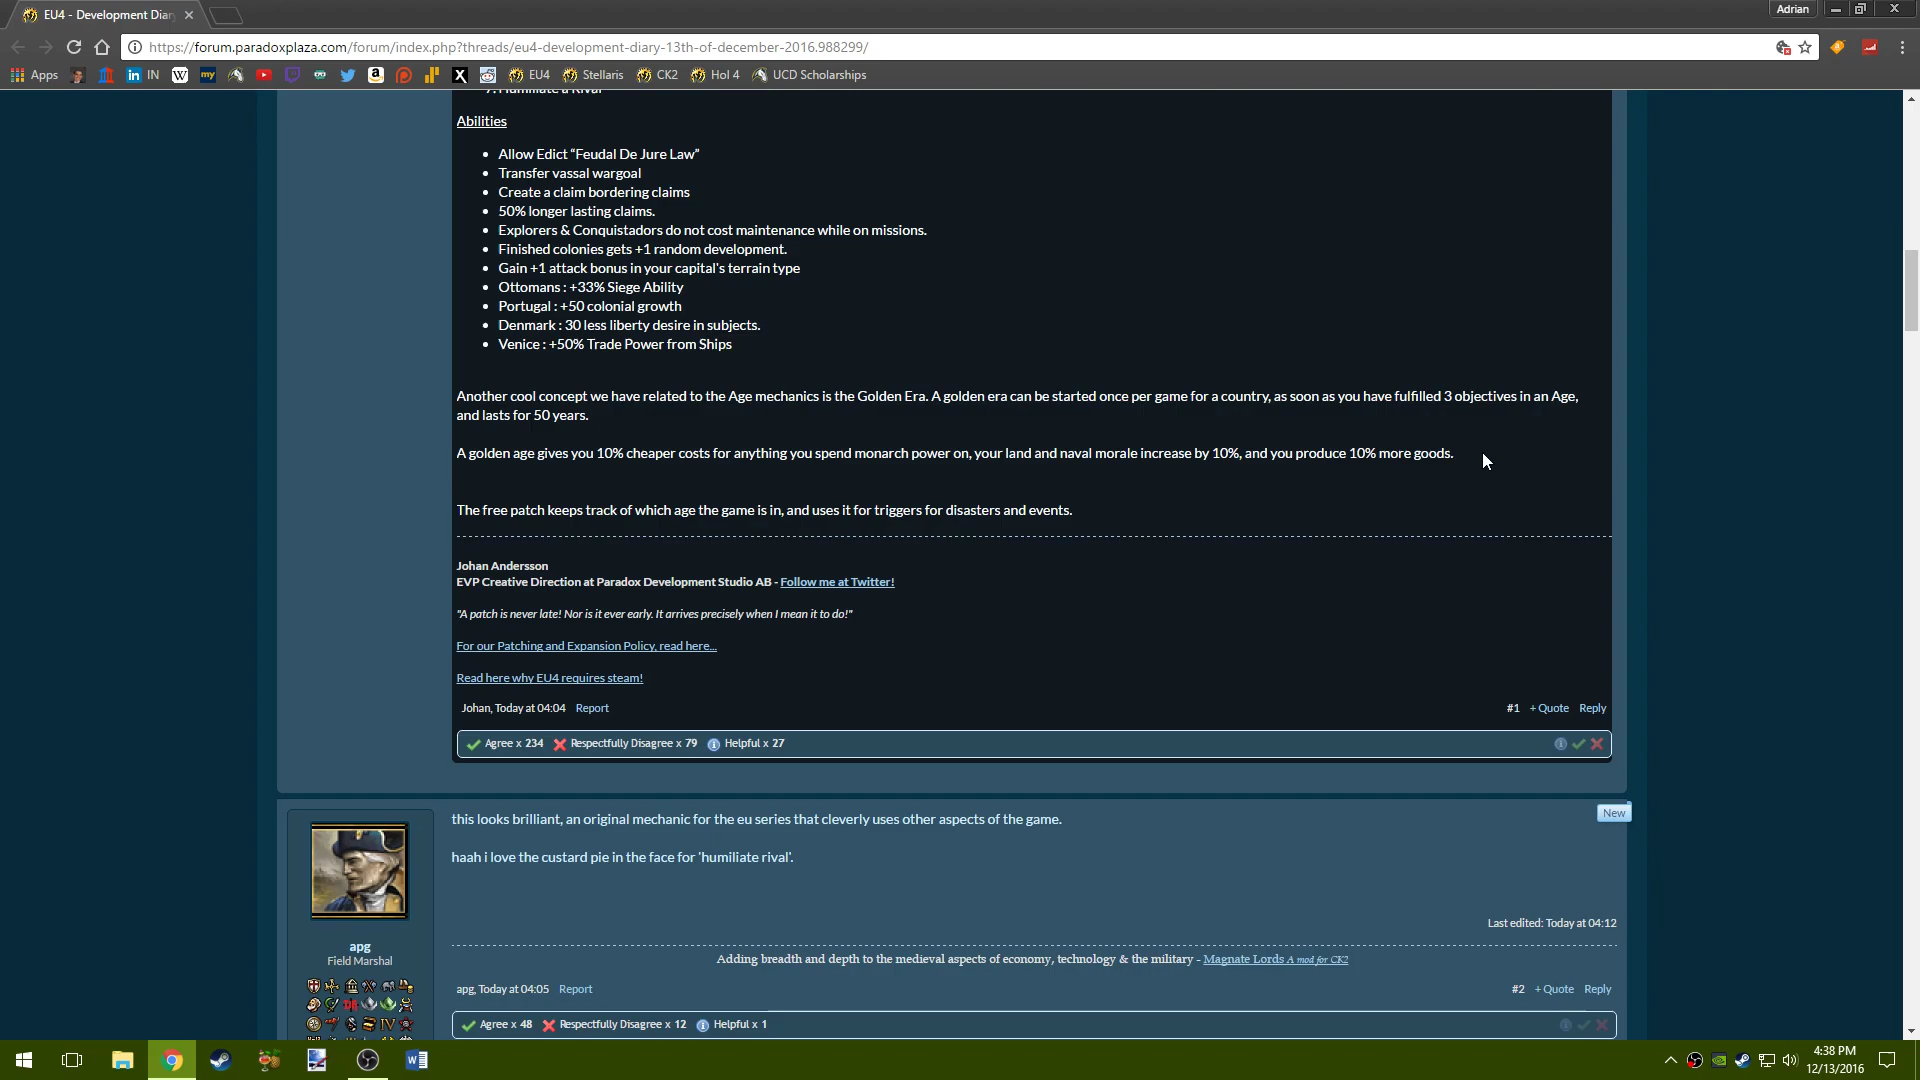 EU4 - Development Diar
Adrian
https://forum.paradoxplaza.com/forum/index.php?threads/eu4-development-diary-13th-of-december-2016.988299/
Apps
IN
EU4
Stellaris
CK2
HoI 4
UCD Scholarships
7. Humiliate a Rival
Abilities
Allow Edict “Feudal De Jure Law”
Transfer vassal wargoal
Create a claim bordering claims
50% longer lasting claims.
Explorers & Conquistadors do not cost maintenance while on missions.
Finished colonies gets +1 random development.
Gain +1 attack bonus in your capital's terrain type
Ottomans : +33% Siege Ability
Portugal : +50 colonial growth
Denmark : 30 less liberty desire in subjects.
Venice : +50% Trade Power from Ships
Another cool concept we have related to the Age mechanics is the Golden Era. A golden era can be started once per game for a country, as soon as you have fulfilled 3 objectives in an Age,
and lasts for 50 years.
A golden age gives you 10% cheaper costs for anything you spend monarch power on, your land and naval morale increase by 10%, and you produce 10% more goods.
The free patch keeps track of which age the game is in, and uses it for triggers for disasters and events.
Johan Andersson
EVP Creative Direction at Paradox Development Studio AB - Follow me at Twitter!
"A patch is never late! Nor is it ever early. It arrives precisely when I mean it to do!"
For our Patching and Expansion Policy, read here...
Read here why EU4 requires steam!
Johan, Today at 04:04 Report
#1 + Quote Reply
Agree x 234 Respectfully Disagree x 79 Helpful x 27
this looks brilliant, an original mechanic for the eu series that cleverly uses other aspects of the game.
New
haah i love the custard pie in the face for 'humiliate rival'.
Last edited: Today at 04:12
apg
Field Marshal
Adding breadth and depth to the medieval aspects of economy, technology & the military - Magnate Lords A mod for CK2
apg, Today at 04:05 Report
#2 + Quote Reply
Agree x 48 Respectfully Disagree x 12 Helpful x 1
4:38 PM
12/13/2016